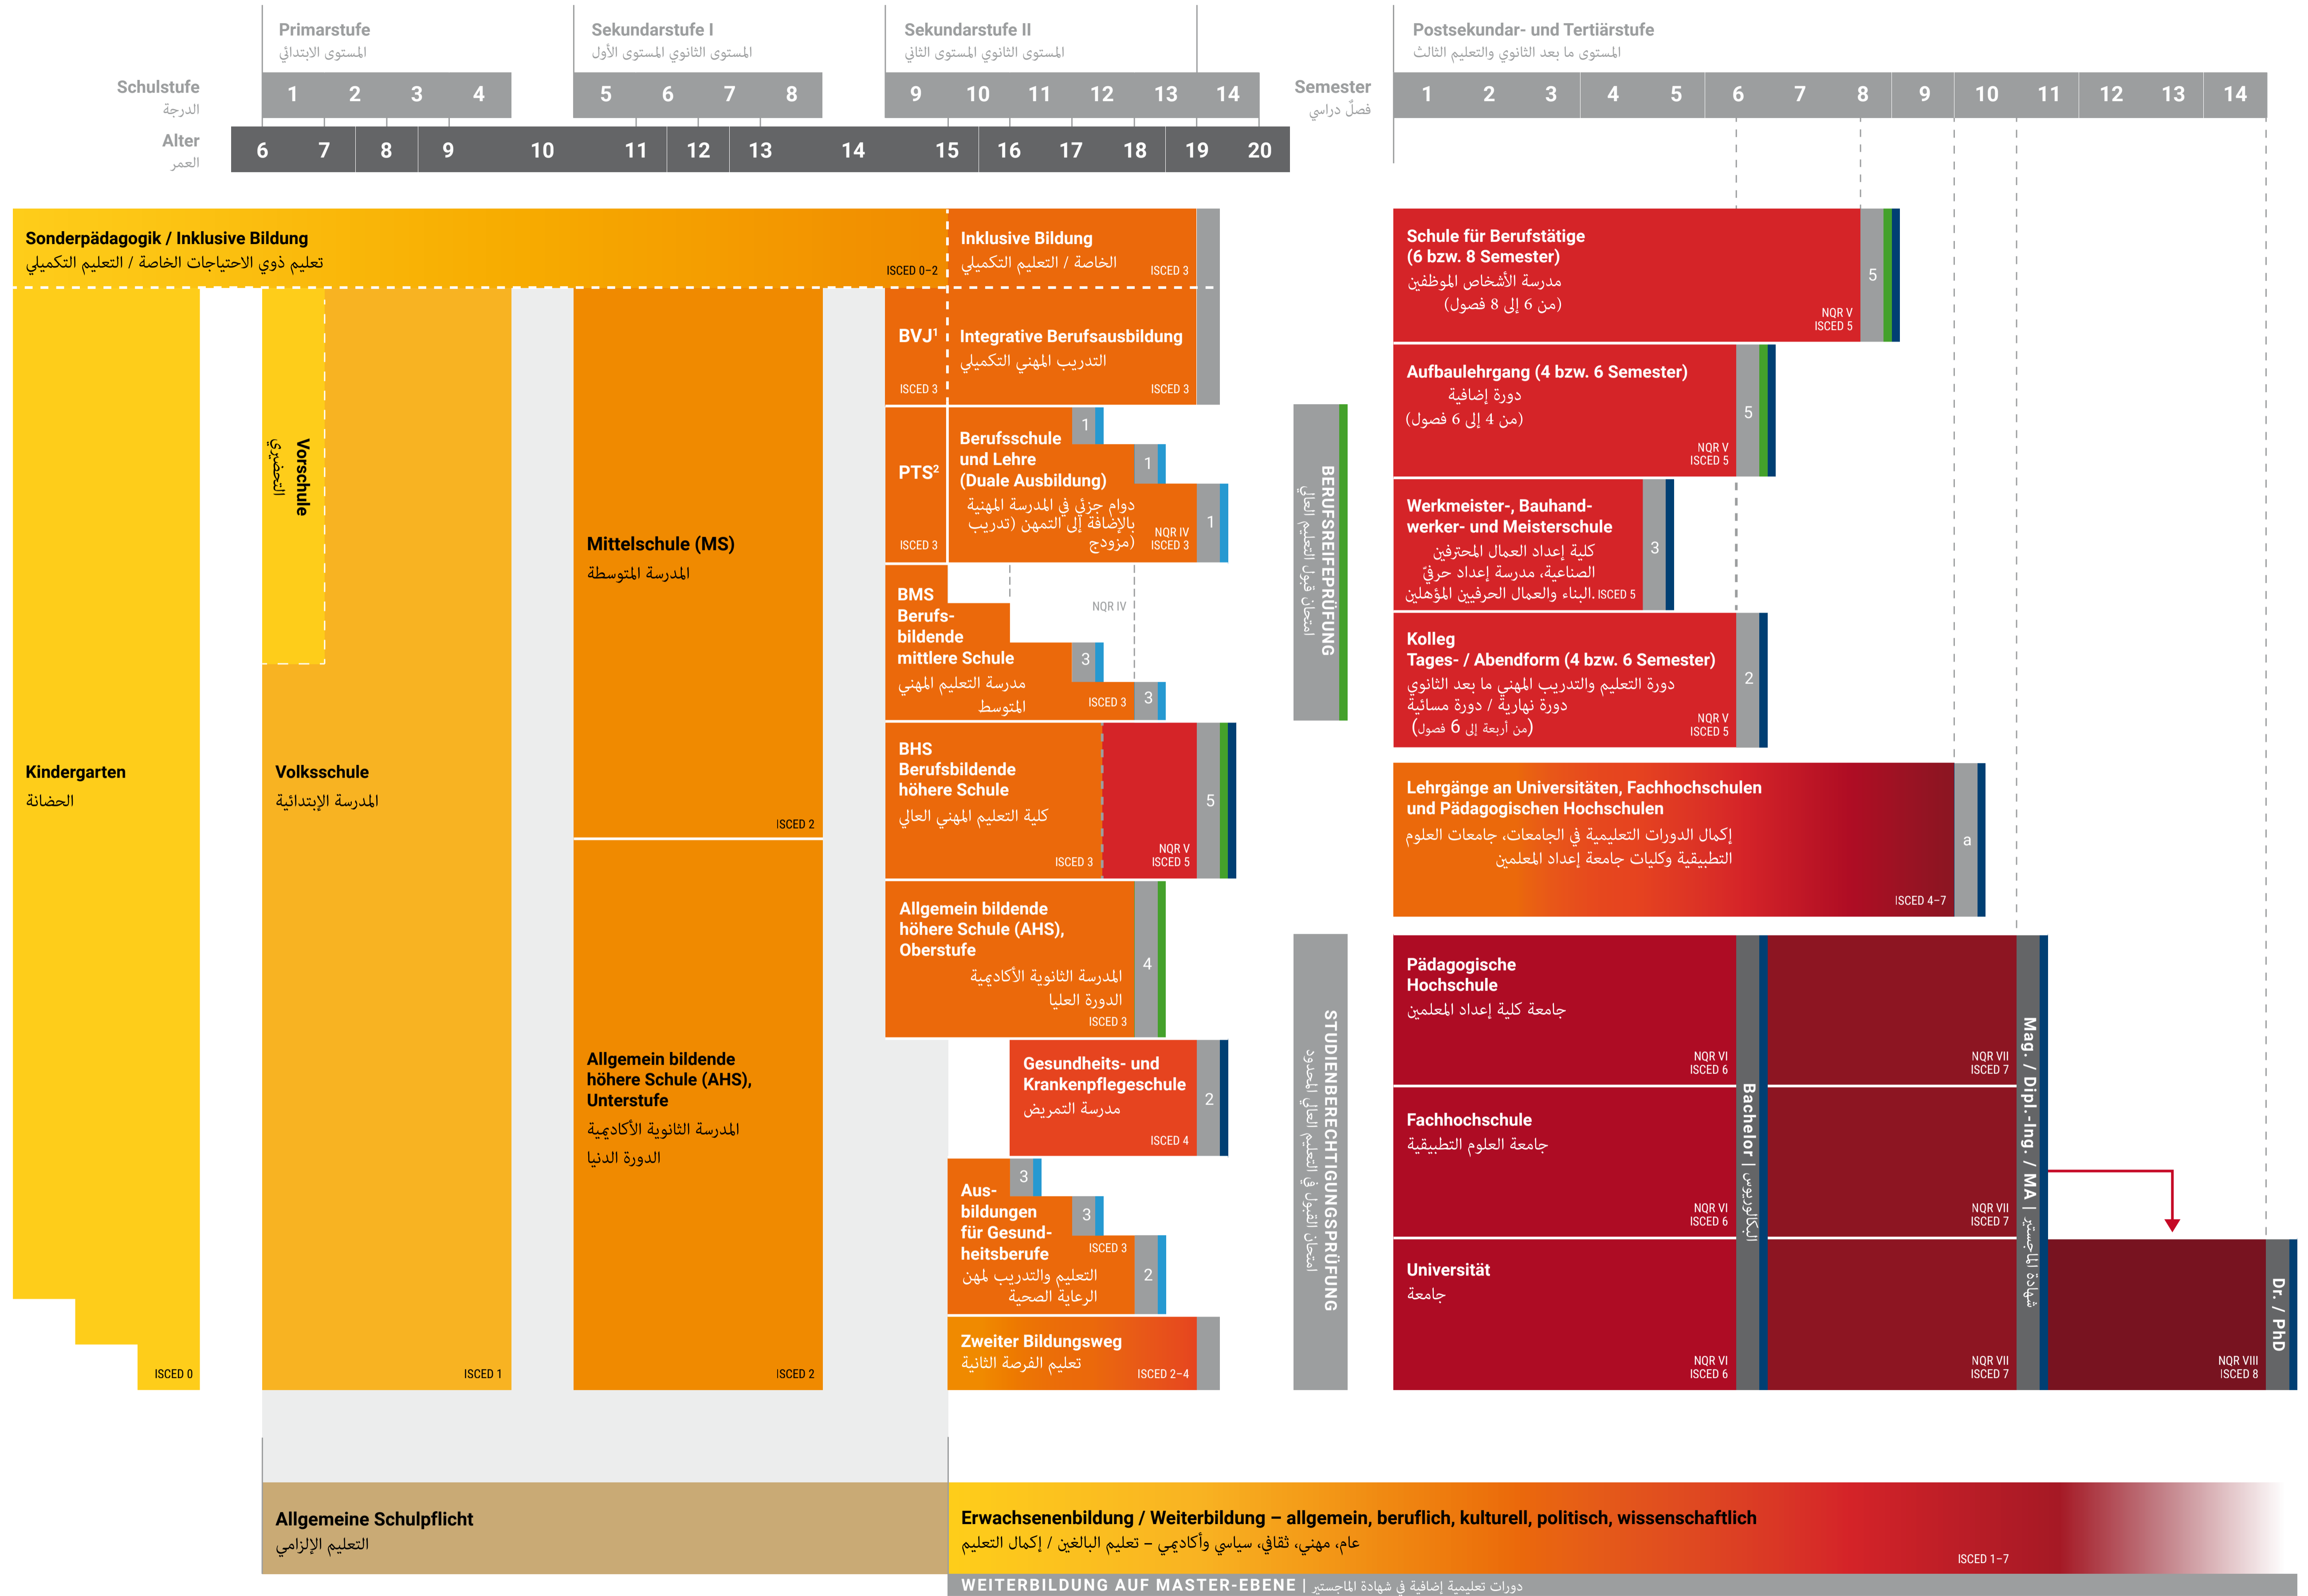 Primarstufe
المستوى الابتدائي
Sekundarstufe I
المستوى الثانوي المستوى الأول
Sekundarstufe II
المستوى الثانوي المستوى الثاني
Postsekundar- und Tertiärstufe
المستوى ما بعد الثانوي والتعليم الثالث
Schulstufe
الدرجة
1 2 3 4 5 6 7 8 9 10 11 12 13 14
Semester
فصلٌ دراسي
1 2 3 4 5 6 7 8 9 10 11 12 13 14
Alter
العمر
6 7 8 9 10 11 12 13 14 15 16 17 18 19 20
Sonderpädagogik / Inklusive Bildung
تعليم ذوي الاحتياجات الخاصة / التعليم التكميلي
ISCED 0–2
Inklusive Bildung
الخاصة / التعليم التكميلي
ISCED 3
Kindergarten
الحضانة
ISCED 0
Vorschule
التحضيري
Volksschule
المدرسة الإبتدائية
ISCED 1
Mittelschule (MS)
المدرسة المتوسطة
ISCED 2
Allgemein bildende
höhere Schule (AHS),
Unterstufe
المدرسة الثانوية الأكاديمية
الدورة الدنيا
ISCED 2
BVJ¹
ISCED 3
Integrative Berufsausbildung
التدريب المهني التكميلي
ISCED 3
PTS²
ISCED 3
Berufsschule
und Lehre
(Duale Ausbildung)
دوام جزئي في المدرسة المهنية
بالإضافة إلى التمهن (تدريب
مزودج)
NQR IV
ISCED 3
1
1
1
BMS
Berufs-
bildende
mittlere Schule
مدرسة التعليم المهني
المتوسط
ISCED 3
NQR IV
3
3
BHS
Berufsbildende
höhere Schule
كلية التعليم المهني العالي
ISCED 3
NQR V
ISCED 5
5
Allgemein bildende
höhere Schule (AHS),
Oberstufe
المدرسة الثانوية الأكاديمية
الدورة العليا
ISCED 3
4
Gesundheits- und
Krankenpflegeschule
مدرسة التمريض
ISCED 4
2
Aus-
bildungen
für Gesund-
heitsberufe
التعليم والتدريب لمهن
الرعاية الصحية
ISCED 3
3
3
2
Zweiter Bildungsweg
تعليم الفرصة الثانية
ISCED 2–4
BERUFSREIFEPRÜFUNG
امتحان قبول التعليم العالي
STUDIENBERECHTIGUNGSPRÜFUNG
امتحان القبول في التعليم العالي المحدود
Schule für Berufstätige
(6 bzw. 8 Semester)
مدرسة الأشخاص الموظفين
(من 6 إلى 8 فصول)
NQR V
ISCED 5
5
Aufbaulehrgang (4 bzw. 6 Semester)
دورة إضافية
(من 4 إلى 6 فصول)
NQR V
ISCED 5
5
Werkmeister-, Bauhand-
werker- und Meisterschule
كلية إعداد العمال المحترفين
الصناعية، مدرسة إعداد حرفيّ
البناء والعمال الحرفيين المؤهلين.
ISCED 5
3
Kolleg
Tages- / Abendform (4 bzw. 6 Semester)
دورة التعليم والتدريب المهني ما بعد الثانوي
دورة نهارية / دورة مسائية
(من أربعة إلى 6 فصول)
NQR V
ISCED 5
2
Lehrgänge an Universitäten, Fachhochschulen
und Pädagogischen Hochschulen
إكمال الدورات التعليمية في الجامعات، جامعات العلوم
التطبيقية وكليات جامعة إعداد المعلمين
ISCED 4–7
a
Pädagogische
Hochschule
جامعة كلية إعداد المعلمين
NQR VI
ISCED 6
NQR VII
ISCED 7
Fachhochschule
جامعة العلوم التطبيقية
NQR VI
ISCED 6
NQR VII
ISCED 7
Universität
جامعة
NQR VI
ISCED 6
NQR VII
ISCED 7
NQR VIII
ISCED 8
Bachelor | البكالوريوس
Mag. / Dipl.-Ing. / MA | شهادة الماجستير
Dr. / PhD
Allgemeine Schulpflicht
التعليم الإلزامي
Erwachsenenbildung / Weiterbildung – allgemein, beruflich, kulturell, politisch, wissenschaftlich
عام، مهني، ثقافي، سياسي وأكاديمي – تعليم البالغين / إكمال التعليم
ISCED 1–7
WEITERBILDUNG AUF MASTER-EBENE | دورات تعليمية إضافية في شهادة الماجستير